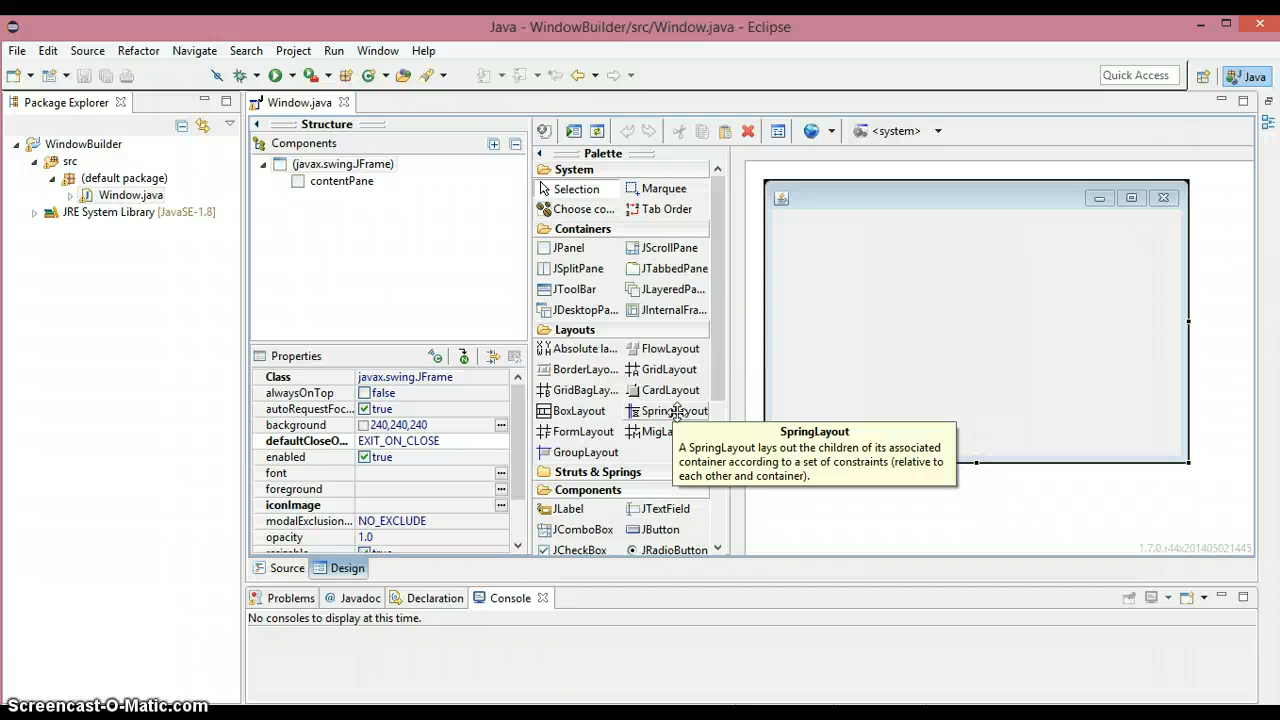 Java - WindowBuilder/src/Window.java - Eclipse
File Edit Source Refactor Navigate Search Project Run Window Help
Quick Access
Java
Package Explorer
WindowBuilder
src
(default package)
Window.java
JRE System Library [JavaSE-1.8]
Window.java
Structure
Components
(javax.swing.JFrame)
contentPane
Properties
Class javax.swing.JFrame
alwaysOnTop false
autoRequestFoc... true
background 240,240,240
defaultCloseO... EXIT_ON_CLOSE
enabled true
font
foreground
iconImage
modalExclusion... NO_EXCLUDE
opacity 1.0
<system>
Palette
System
Selection Marquee
Choose co... Tab Order
Containers
JPanel JScrollPane
JSplitPane JTabbedPane
JToolBar JLayeredPa...
JDesktopPa... JInternalFra...
Layouts
Absolute la... FlowLayout
BorderLayo... GridLayout
GridBagLay... CardLayout
BoxLayout SpringLayout
FormLayout MigLa
GroupLayout
Struts & Springs
Components
JLabel JTextField
JComboBox JButton
JCheckBox JRadioButton
SpringLayout
A SpringLayout lays out the children of its associated
container according to a set of constraints (relative to
each other and container).
1.7.0.r44x201405021445
Source Design
Problems @ Javadoc Declaration Console
No consoles to display at this time.
Screencast-O-Matic.com